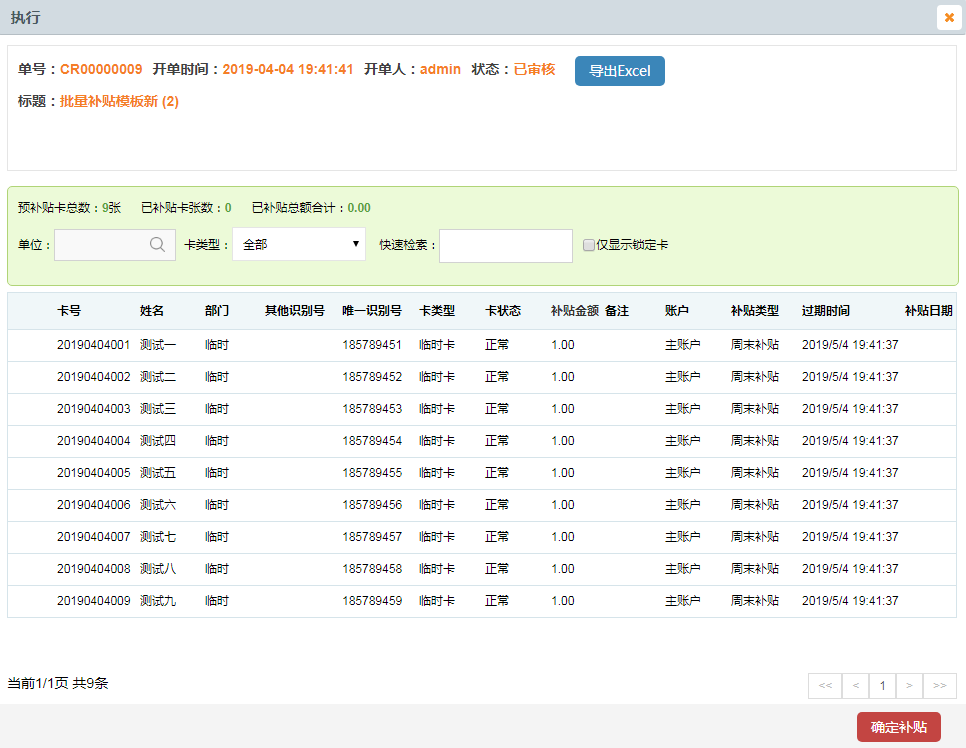 执行
单号：CR00000009 开单时间：2019-04-04 19:41:41 开单人：admin 状态：已审核 导出Excel
标题：批量补贴模板新 (2)
预补贴卡总数：9张 已补贴卡张数：0 已补贴总额合计：0.00
单位： 卡类型： 全部 快速检索： 仅显示锁定卡
卡号 姓名 部门 其他识别号 唯一识别号 卡类型 卡状态 补贴金额 备注 账户 补贴类型 过期时间 补贴日期
20190404001 测试一 临时 185789451 临时卡 正常 1.00 主账户 周末补贴 2019/5/4 19:41:37
20190404002 测试二 临时 185789452 临时卡 正常 1.00 主账户 周末补贴 2019/5/4 19:41:37
20190404003 测试三 临时 185789453 临时卡 正常 1.00 主账户 周末补贴 2019/5/4 19:41:37
20190404004 测试四 临时 185789454 临时卡 正常 1.00 主账户 周末补贴 2019/5/4 19:41:37
20190404005 测试五 临时 185789455 临时卡 正常 1.00 主账户 周末补贴 2019/5/4 19:41:37
20190404006 测试六 临时 185789456 临时卡 正常 1.00 主账户 周末补贴 2019/5/4 19:41:37
20190404007 测试七 临时 185789457 临时卡 正常 1.00 主账户 周末补贴 2019/5/4 19:41:37
20190404008 测试八 临时 185789458 临时卡 正常 1.00 主账户 周末补贴 2019/5/4 19:41:37
20190404009 测试九 临时 185789459 临时卡 正常 1.00 主账户 周末补贴 2019/5/4 19:41:37
当前1/1页 共9条 << < 1 > >>
确定补贴